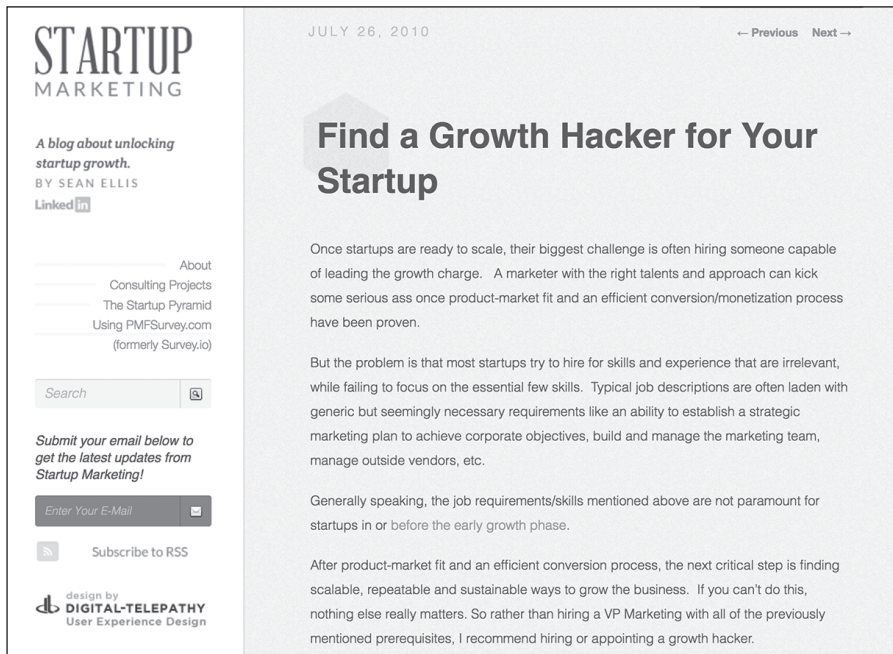 STARTUP
MARKETING
A blog about unlocking
startup growth.
BY SEAN ELLIS
Linked in
About
Consulting Projects
The Startup Pyramid
Using PMFSurvey.com
(formerly Survey.io)
Search
Submit your email below to
get the latest updates from
Startup Marketing!
Enter Your E-Mail
Subscribe to RSS
design by
DIGITAL-TELEPATHY
User Experience Design
JULY 26, 2010
← Previous Next →
Find a Growth Hacker for Your
Startup
Once startups are ready to scale, their biggest challenge is often hiring someone capable
of leading the growth charge. A marketer with the right talents and approach can kick
some serious ass once product-market fit and an efficient conversion/monetization process
have been proven.
But the problem is that most startups try to hire for skills and experience that are irrelevant,
while failing to focus on the essential few skills. Typical job descriptions are often laden with
generic but seemingly necessary requirements like an ability to establish a strategic
marketing plan to achieve corporate objectives, build and manage the marketing team,
manage outside vendors, etc.
Generally speaking, the job requirements/skills mentioned above are not paramount for
startups in or before the early growth phase.
After product-market fit and an efficient conversion process, the next critical step is finding
scalable, repeatable and sustainable ways to grow the business. If you can't do this,
nothing else really matters. So rather than hiring a VP Marketing with all of the previously
mentioned prerequisites, I recommend hiring or appointing a growth hacker.